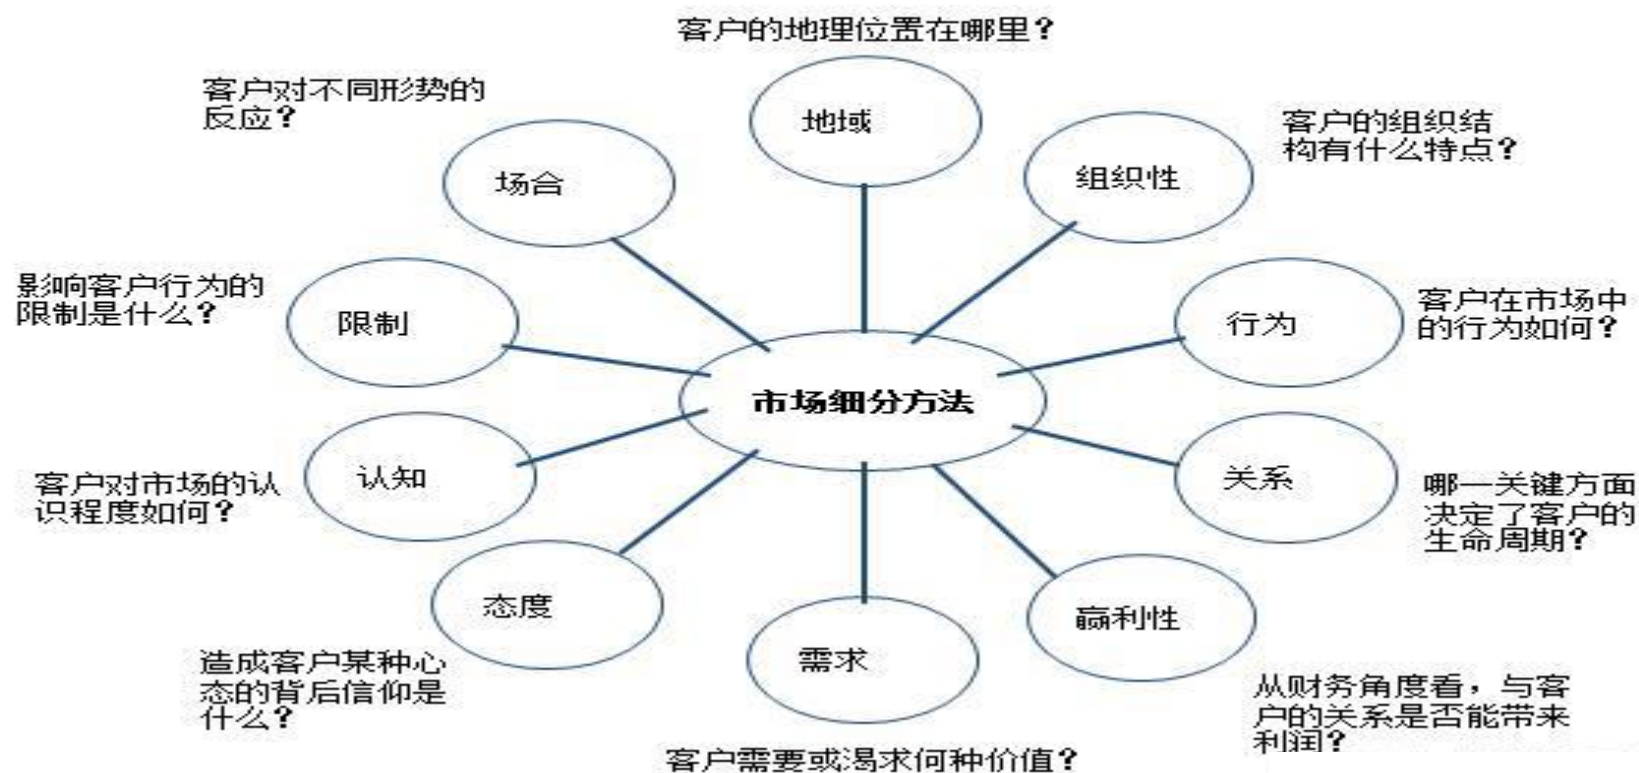 客户的地理位置在哪里？
地域
客户对不同形势的
反应？
场合
客户的组织结
构有什么特点？
组织性
影响客户行为的
限制是什么？
限制
客户在市场中
的行为如何？
行为
市场细分方法
客户对市场的认
识程度如何？
认知
哪一关键方面
决定了客户的
生命周期？
关系
造成客户某种心
态的背后信仰是
什么？
态度
客户需要或渴求何种价值？
需求
从财务角度看，与客
户的关系是否能带来
利润？
赢利性